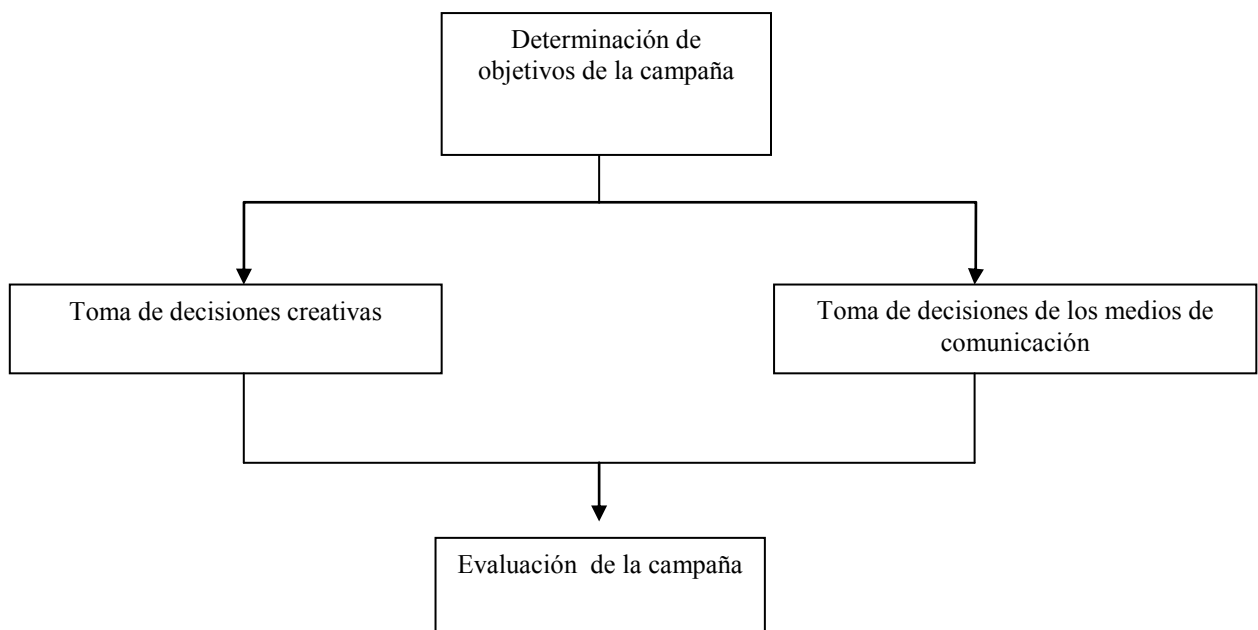 Determinación de
objetivos de la campaña
Toma de decisiones creativas
Toma de decisiones de los medios de
comunicación
Evaluación  de la campaña